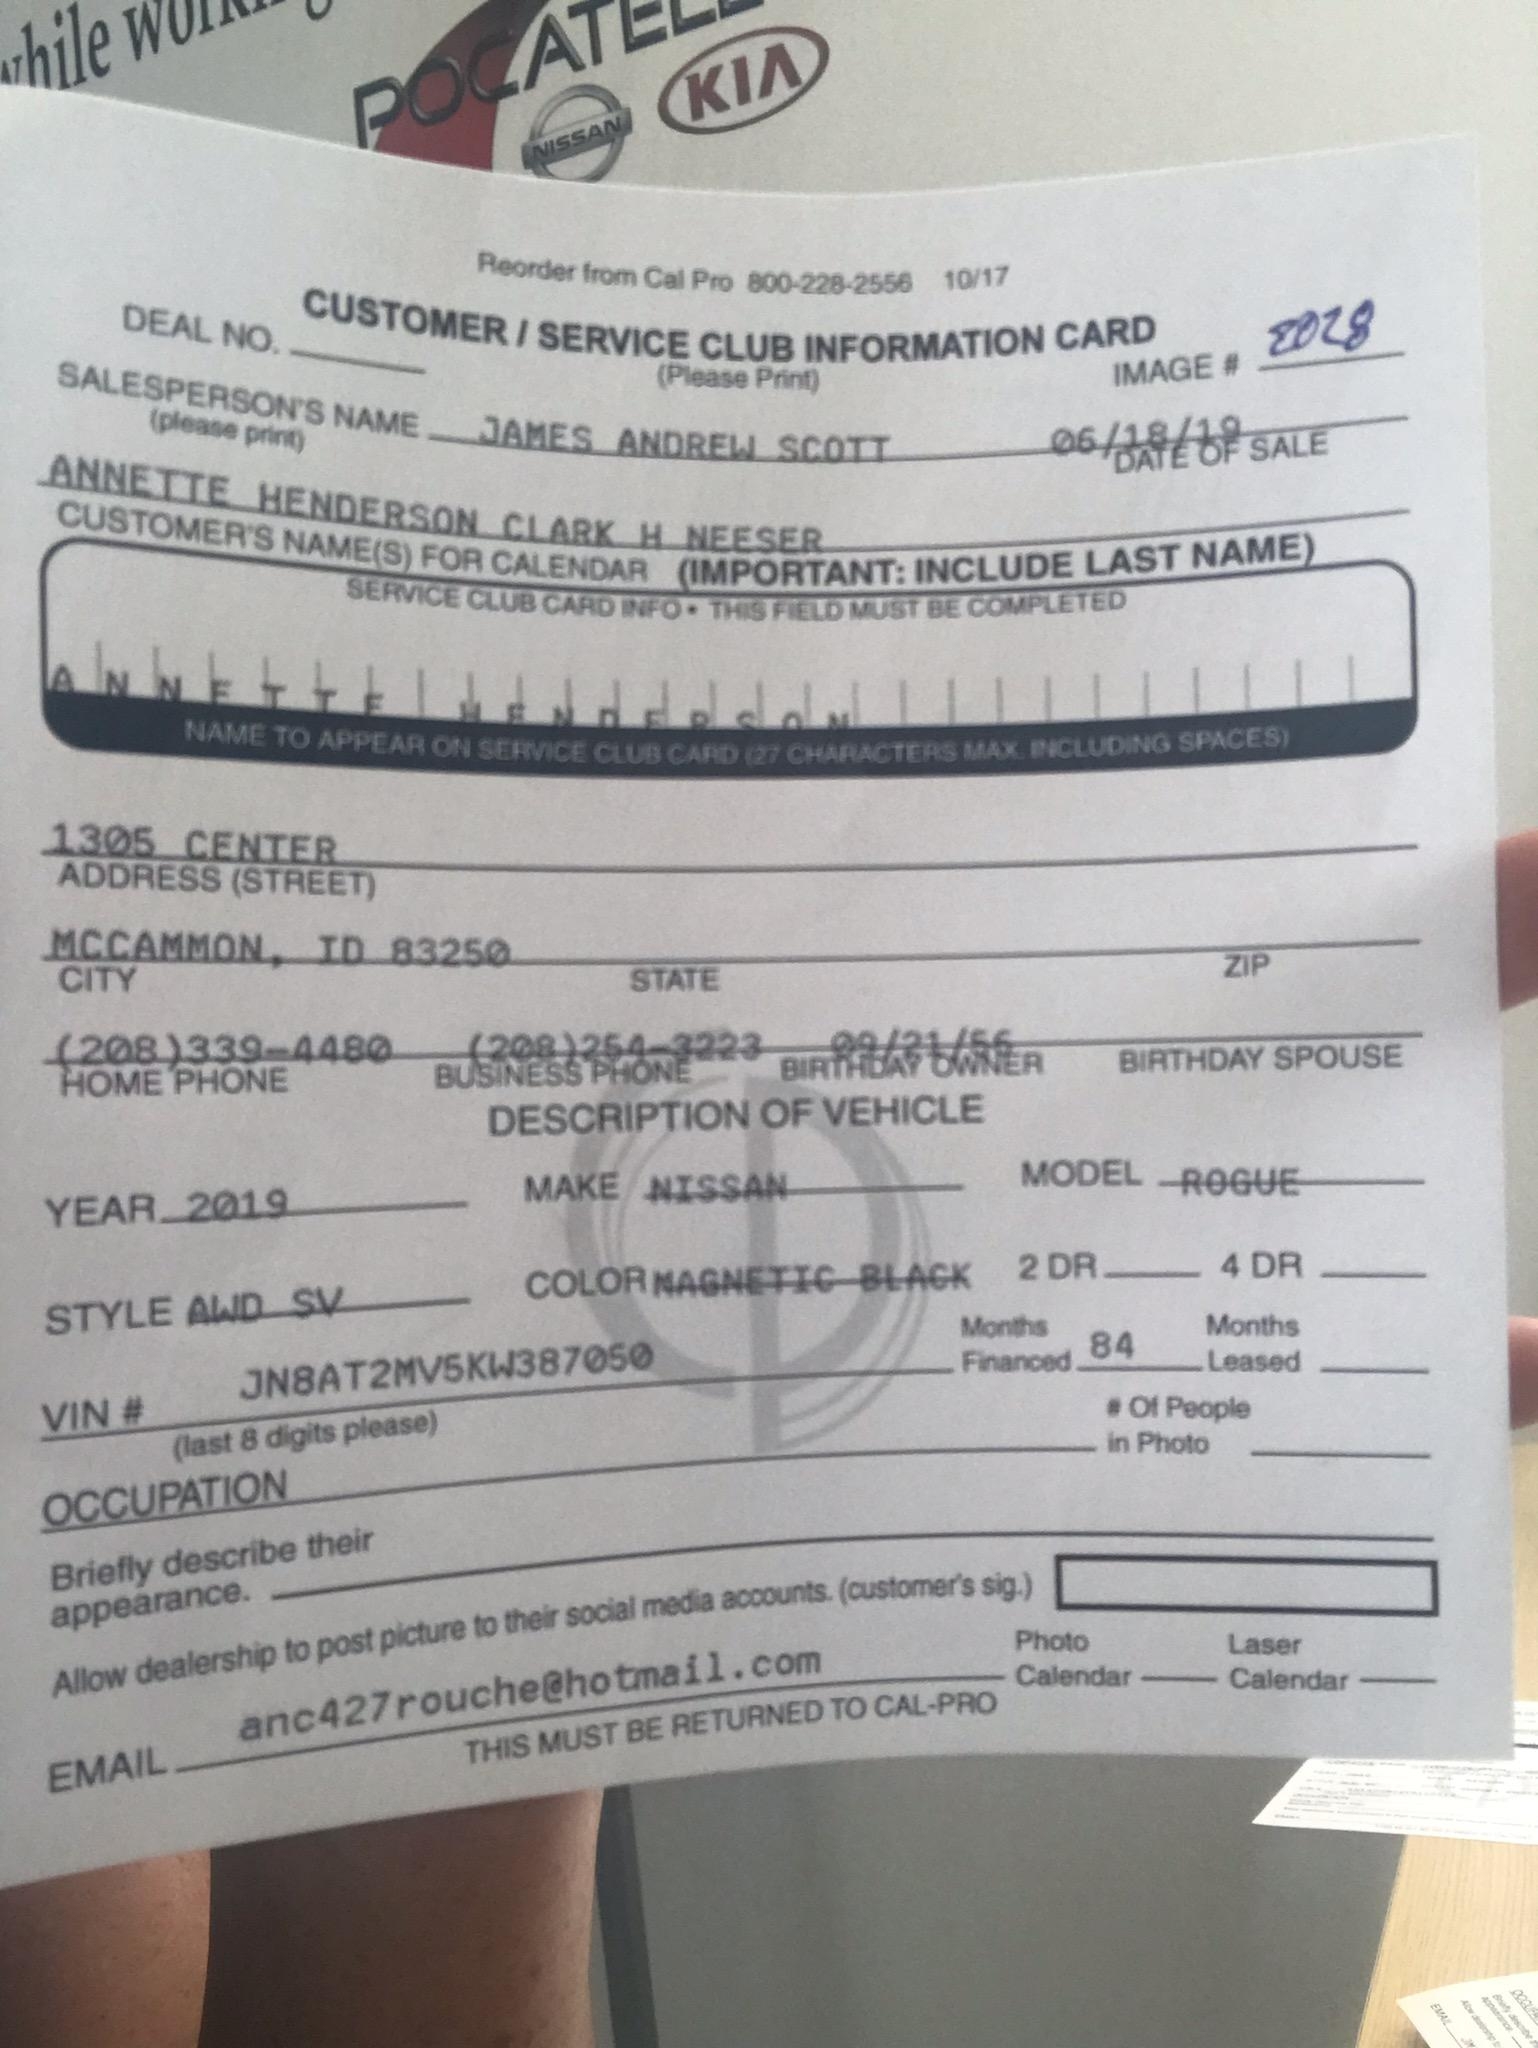 while
POCATEL
NISSAN
KIA
Reorder from Cal Pro 800-228-2556 10/17
CUSTOMER / SERVICE CLUB INFORMATION CARD
(Please Print)
DEAL NO.
IMAGE # 8028
SALESPERSON'S NAME JAMES ANDREW SCOTT 06/18/19
(please print) DATE OF SALE
ANNETTE HENDERSON CLARK H NEESER
CUSTOMER'S NAME(S) FOR CALENDAR (IMPORTANT: INCLUDE LAST NAME)
SERVICE CLUB CARD INFO • THIS FIELD MUST BE COMPLETED
ANNETTE HENDERSON
NAME TO APPEAR ON SERVICE CLUB CARD (27 CHARACTERS MAX. INCLUDING SPACES)
1305 CENTER
ADDRESS (STREET)
MCCAMMON, ID 83250
CITY STATE ZIP
(208)339-4480 (208)254-3223 09/21/56
HOME PHONE BUSINESS PHONE BIRTHDAY OWNER BIRTHDAY SPOUSE
DESCRIPTION OF VEHICLE
YEAR 2019 MAKE NISSAN MODEL ROGUE
STYLE AWD SV COLOR MAGNETIC BLACK 2 DR 4 DR
VIN # JN8AT2MV5KW387050 Months Financed 84 Months Leased
(last 8 digits please)
OCCUPATION # Of People in Photo
Briefly describe their
appearance.
Allow dealership to post picture to their social media accounts. (customer's sig.)
EMAIL anc427rouche@hotmail.com Photo Calendar Laser Calendar
THIS MUST BE RETURNED TO CAL-PRO